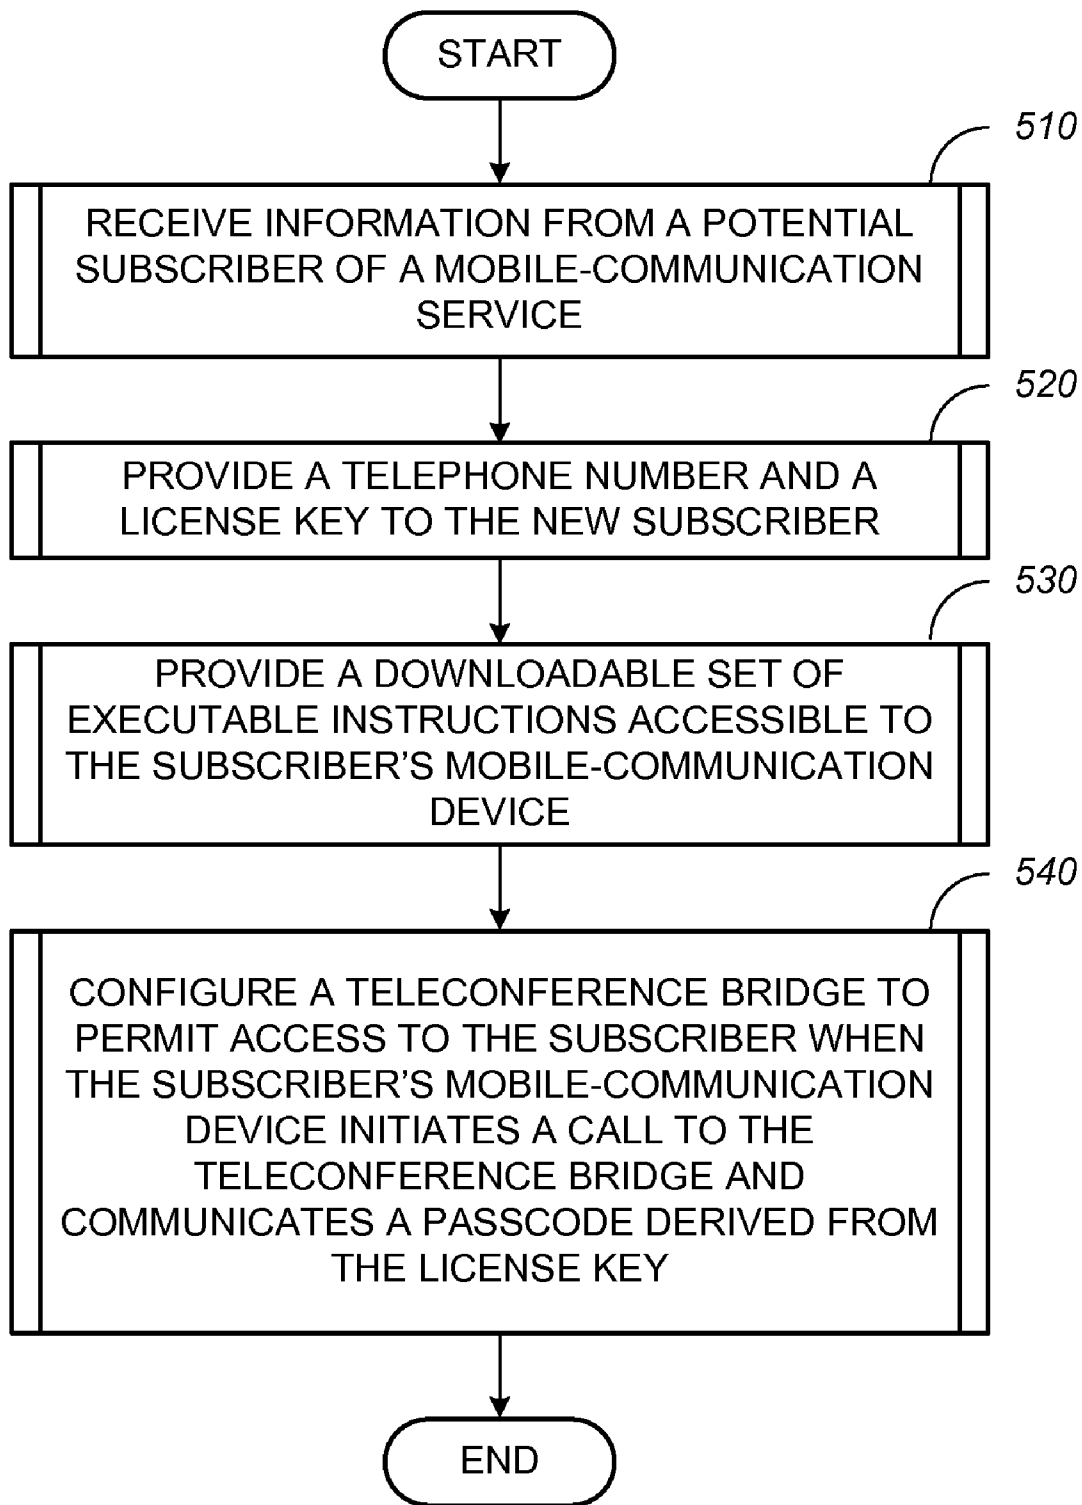 START
510
RECEIVE INFORMATION FROM A POTENTIAL
SUBSCRIBER OF A MOBILE-COMMUNICATION
SERVICE
520
PROVIDE A TELEPHONE NUMBER AND A
LICENSE KEY TO THE NEW SUBSCRIBER
530
PROVIDE A DOWNLOADABLE SET OF
EXECUTABLE INSTRUCTIONS ACCESSIBLE TO
THE SUBSCRIBER’S MOBILE-COMMUNICATION
DEVICE
540
CONFIGURE A TELECONFERENCE BRIDGE TO
PERMIT ACCESS TO THE SUBSCRIBER WHEN
THE SUBSCRIBER’S MOBILE-COMMUNICATION
DEVICE INITIATES A CALL TO THE
TELECONFERENCE BRIDGE AND
COMMUNICATES A PASSCODE DERIVED FROM
THE LICENSE KEY
END